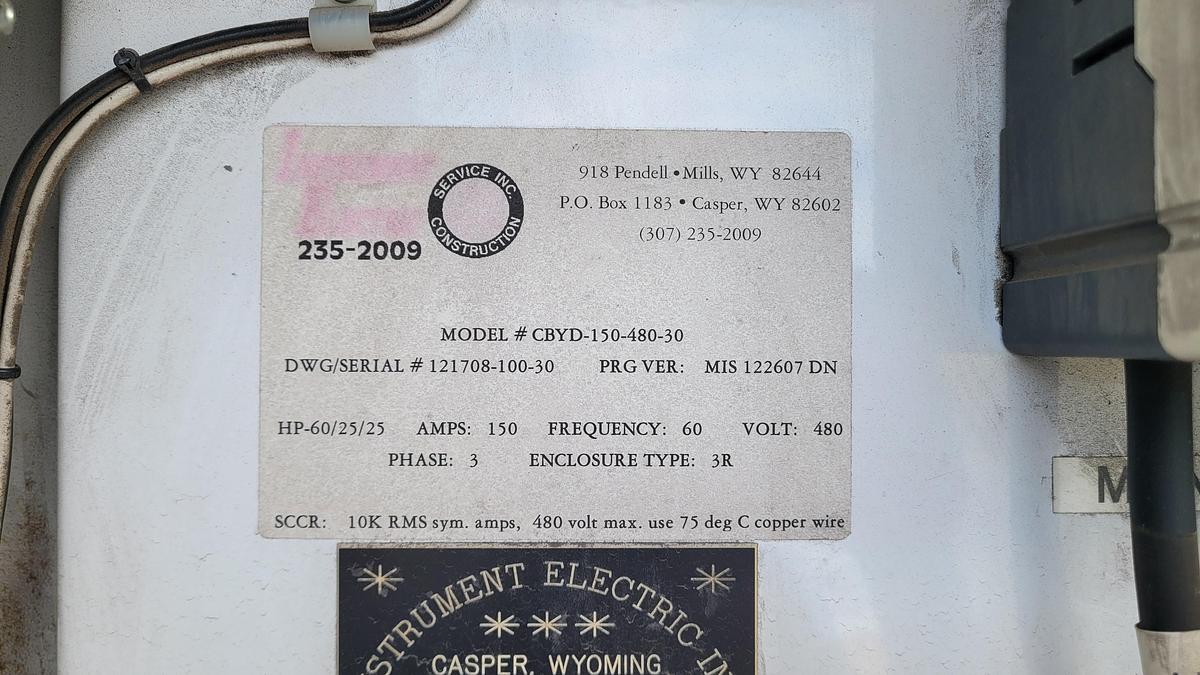 SERVICE INC.
CONSTRUCTION
235-2009
918 Pendell • Mills, WY 82644
P.O. Box 1183 • Casper, WY 82602
(307) 235-2009
MODEL # CBYD-150-480-30
DWG/SERIAL # 121708-100-30 PRG VER: MIS 122607 DN
HP-60/25/25 AMPS: 150 FREQUENCY: 60 VOLT: 480
PHASE: 3 ENCLOSURE TYPE: 3R
SCCR: 10K RMS sym. amps, 480 volt max. use 75 deg C copper wire
STRUMENT ELECTRIC IN
CASPER, WYOMING